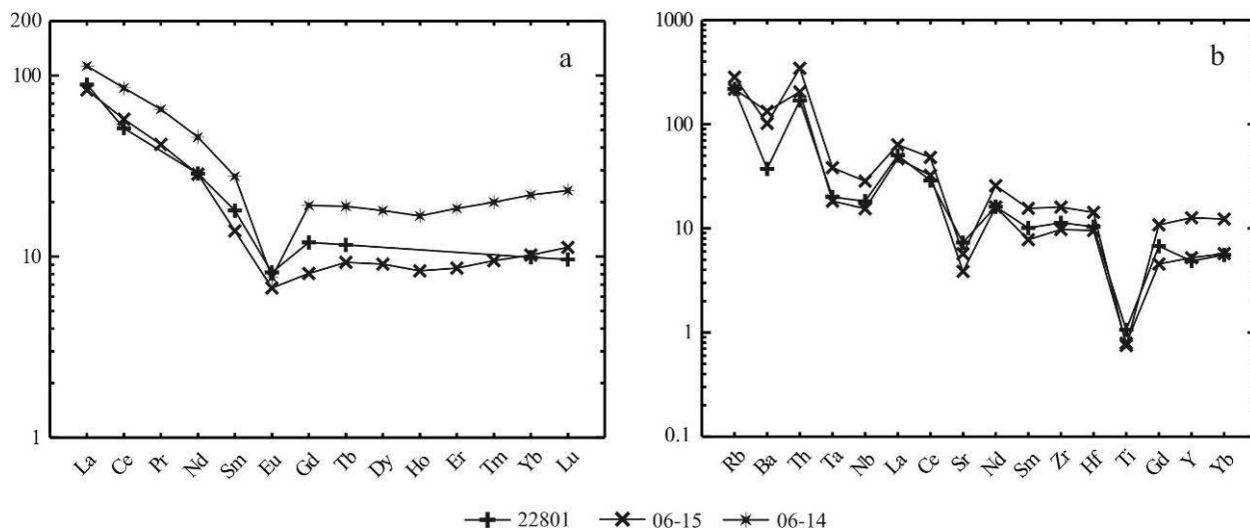 200
100
10
1
a
La Ce Pr Nd Sm Eu Gd Tb Dy Ho Er Tm Yb Lu
1000
100
10
1
0.1
b
Rb Ba Th Ta Nb La Ce Sr Nd Sm Zr Hf Ti Gd Y Yb
22801 06-15 06-14